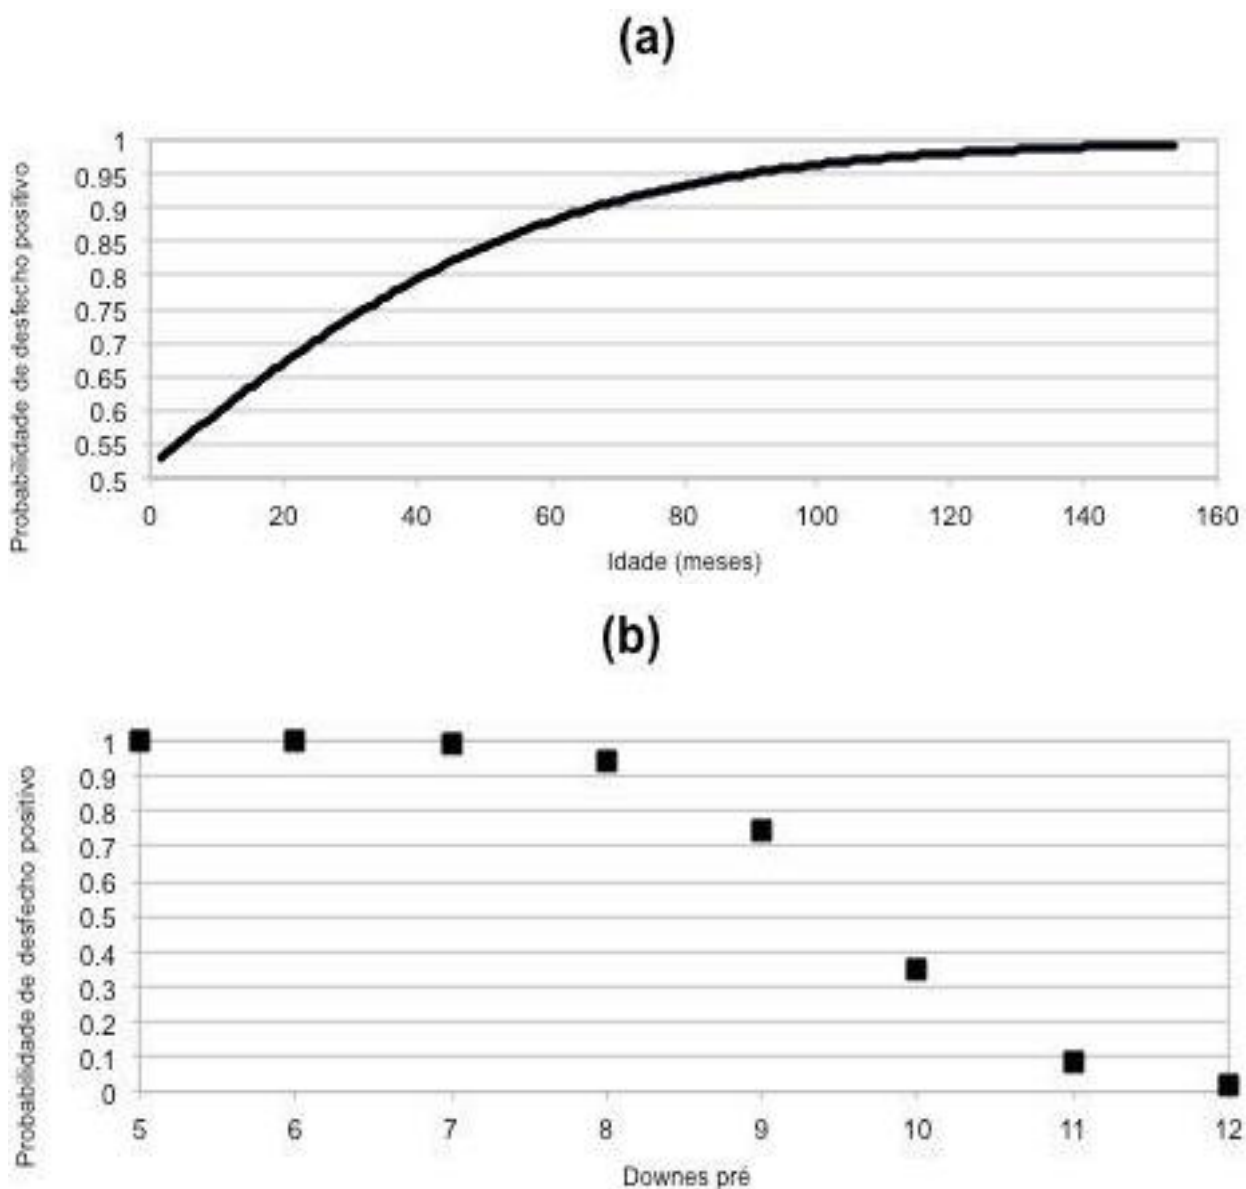 (a)
Probabilidade de desfecho positivo
1
0.95
0.9
0.85
0.8
0.75
0.7
0.65
0.6
0.55
0.5
0 20 40 60 80 100 120 140 160
Idade (meses)
(b)
Probabilidade de desfecho positivo
1
0.9
0.8
0.7
0.6
0.5
0.4
0.3
0.2
0.1
0
5 6 7 8 9 10 11 12
Downes pré